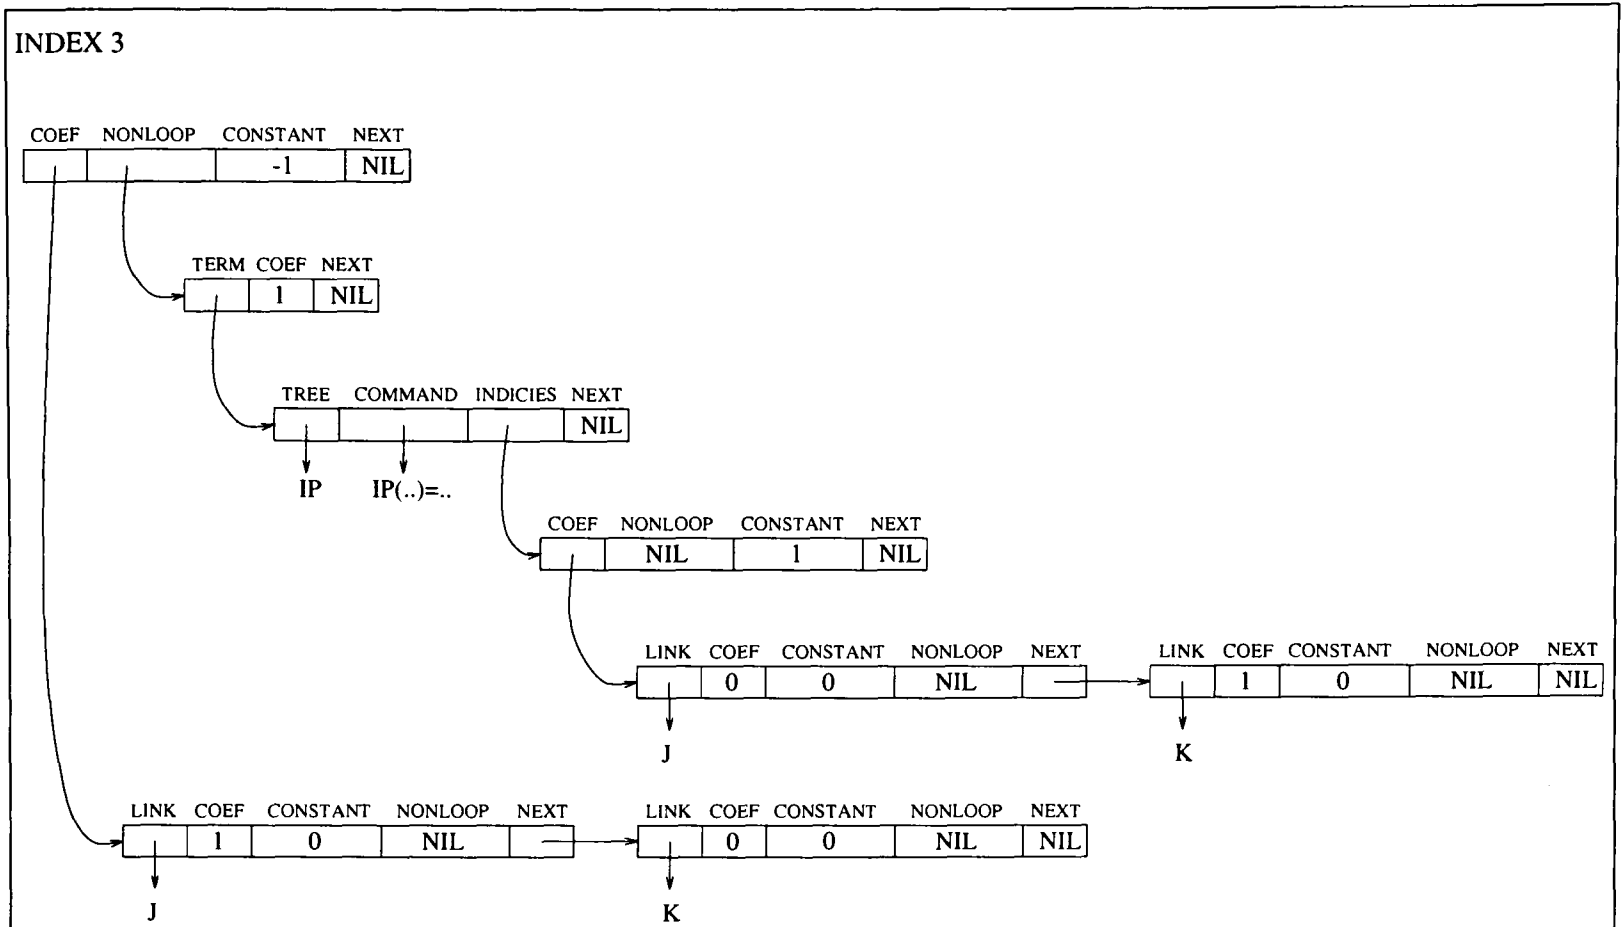 INDEX 3
COEF NONLOOP CONSTANT NEXT
-1 NIL
TERM COEF NEXT
1 NIL
TREE COMMAND INDICIES NEXT
NIL
IP IP(..)=..
COEF NONLOOP CONSTANT NEXT
NIL 1 NIL
LINK COEF CONSTANT NONLOOP NEXT LINK COEF CONSTANT NONLOOP NEXT
0 0 NIL 1 0 NIL NIL
J K
LINK COEF CONSTANT NONLOOP NEXT LINK COEF CONSTANT NONLOOP NEXT
1 0 NIL 0 0 NIL NIL
J K